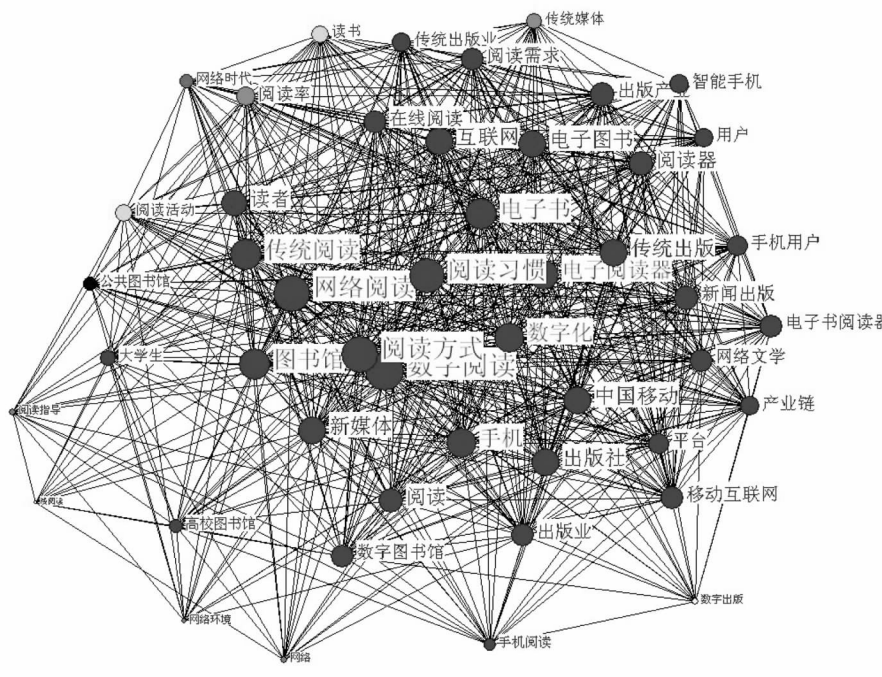 传统媒体
读书
传统出版业
阅读需求
网络时代
智能手机
阅读率
出版产业
在线阅读
互联网
电子图书
用户
阅读器
读者
阅读活动
电子书
手机用户
传统阅读
传统出版
阅读习惯
电子阅读器
公共图书馆
网络阅读
新闻出版
电子书阅读器
数字化
阅读方式
大学生
图书馆
网络文学
数字阅读
中国移动
产业链
阅读指导
新媒体
手机
平台
出版社
阅读
移动互联网
高校图书馆
出版业
数字图书馆
数字出版
网络环境
手机阅读
网络